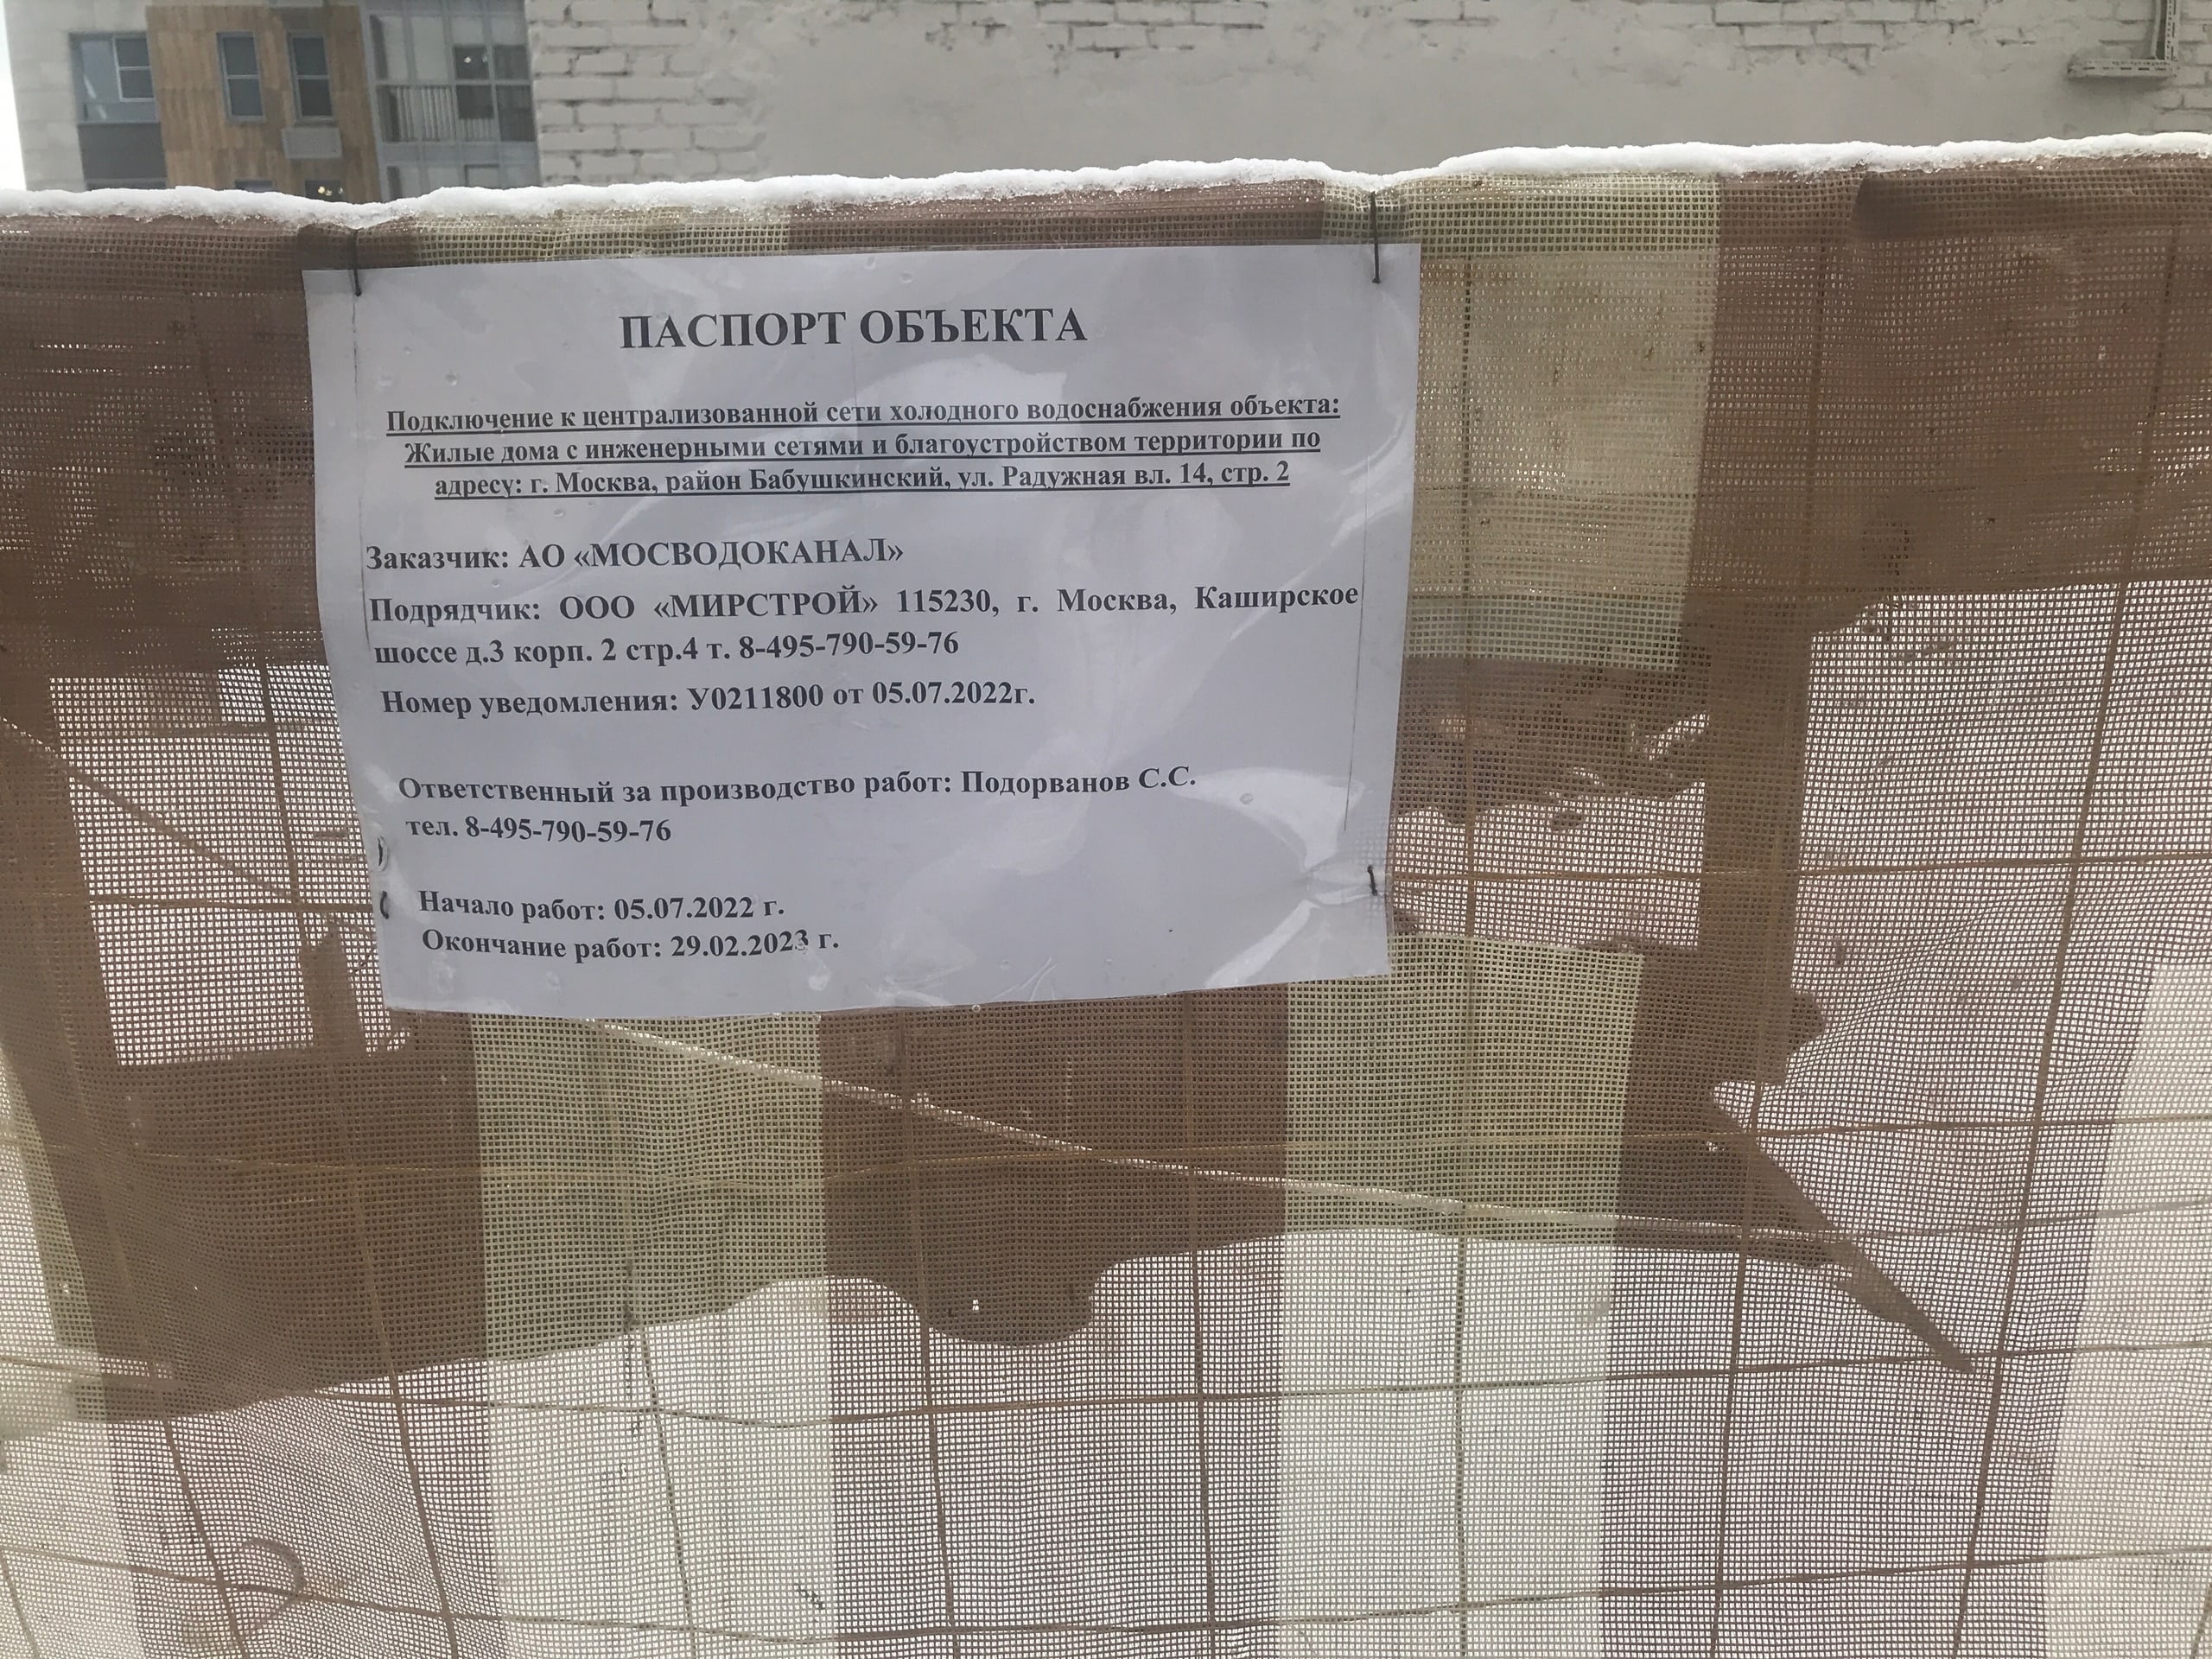 ПАСПОРТ ОБЪЕКТА
Подключение к централизованной сети холодного водоснабжения объекта:
Жилые дома с инженерными сетями и благоустройством территории по
адресу: г. Москва, район Бабушкинский, ул. Радужная вл. 14, стр. 2
Заказчик: АО «МОСВОДОКАНАЛ»
Подрядчик: ООО «МИРСТРОЙ» 115230, г. Москва, Каширское
шоссе д.3 корп. 2 стр.4 т. 8-495-790-59-76
Номер уведомления: У0211800 от 05.07.2022г.
Ответственный за производство работ: Подорванов С.С.
тел. 8-495-790-59-76
Начало работ: 05.07.2022 г.
Окончание работ: 29.02.2023 г.